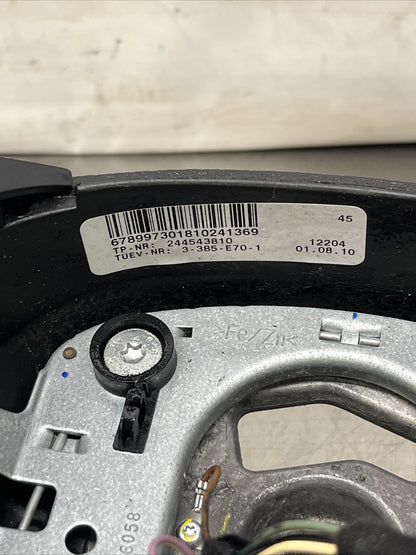 678997301810241369
45
TP-NR: 244543810
12204
TUEV-NR: 3-385-E70-1
01.08.10
>Fe/Zn<
6058